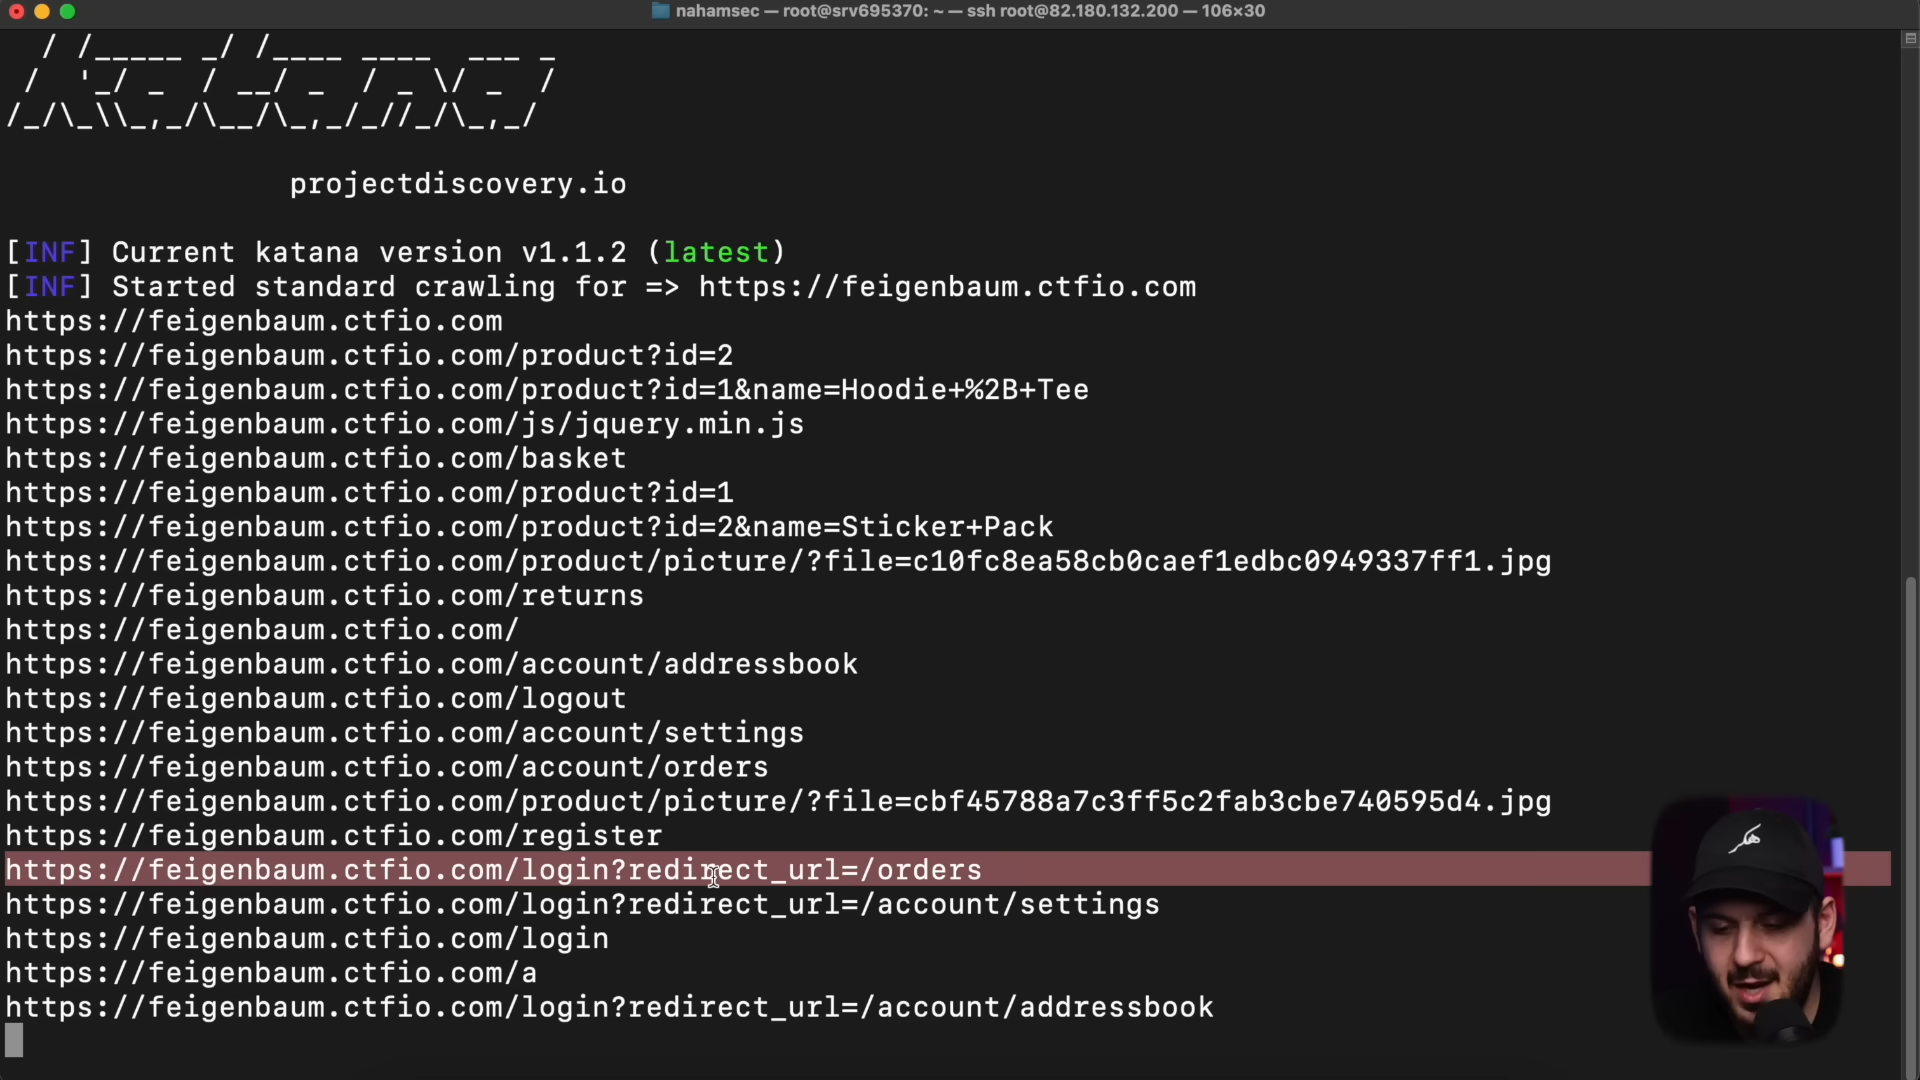 nahamsec — root@srv695370: ~ — ssh root@82.180.132.200 — 106×30
   / /_____ _/ /____ ____  ___ _
  /  '_/ _  / __/ _  / _ \/ _  /
/_/\_\\_,_/\__/\_,_/_//_/\_,_/
projectdiscovery.io
[INF] Current katana version v1.1.2 (latest)
[INF] Started standard crawling for => https://feigenbaum.ctfio.com
https://feigenbaum.ctfio.com
https://feigenbaum.ctfio.com/product?id=2
https://feigenbaum.ctfio.com/product?id=1&name=Hoodie+%2B+Tee
https://feigenbaum.ctfio.com/js/jquery.min.js
https://feigenbaum.ctfio.com/basket
https://feigenbaum.ctfio.com/product?id=1
https://feigenbaum.ctfio.com/product?id=2&name=Sticker+Pack
https://feigenbaum.ctfio.com/product/picture/?file=c10fc8ea58cb0caef1edbc0949337ff1.jpg
https://feigenbaum.ctfio.com/returns
https://feigenbaum.ctfio.com/
https://feigenbaum.ctfio.com/account/addressbook
https://feigenbaum.ctfio.com/logout
https://feigenbaum.ctfio.com/account/settings
https://feigenbaum.ctfio.com/account/orders
https://feigenbaum.ctfio.com/product/picture/?file=cbf45788a7c3ff5c2fab3cbe740595d4.jpg
https://feigenbaum.ctfio.com/register
https://feigenbaum.ctfio.com/login?redirect_url=/orders
https://feigenbaum.ctfio.com/login?redirect_url=/account/settings
https://feigenbaum.ctfio.com/login
https://feigenbaum.ctfio.com/a
https://feigenbaum.ctfio.com/login?redirect_url=/account/addressbook